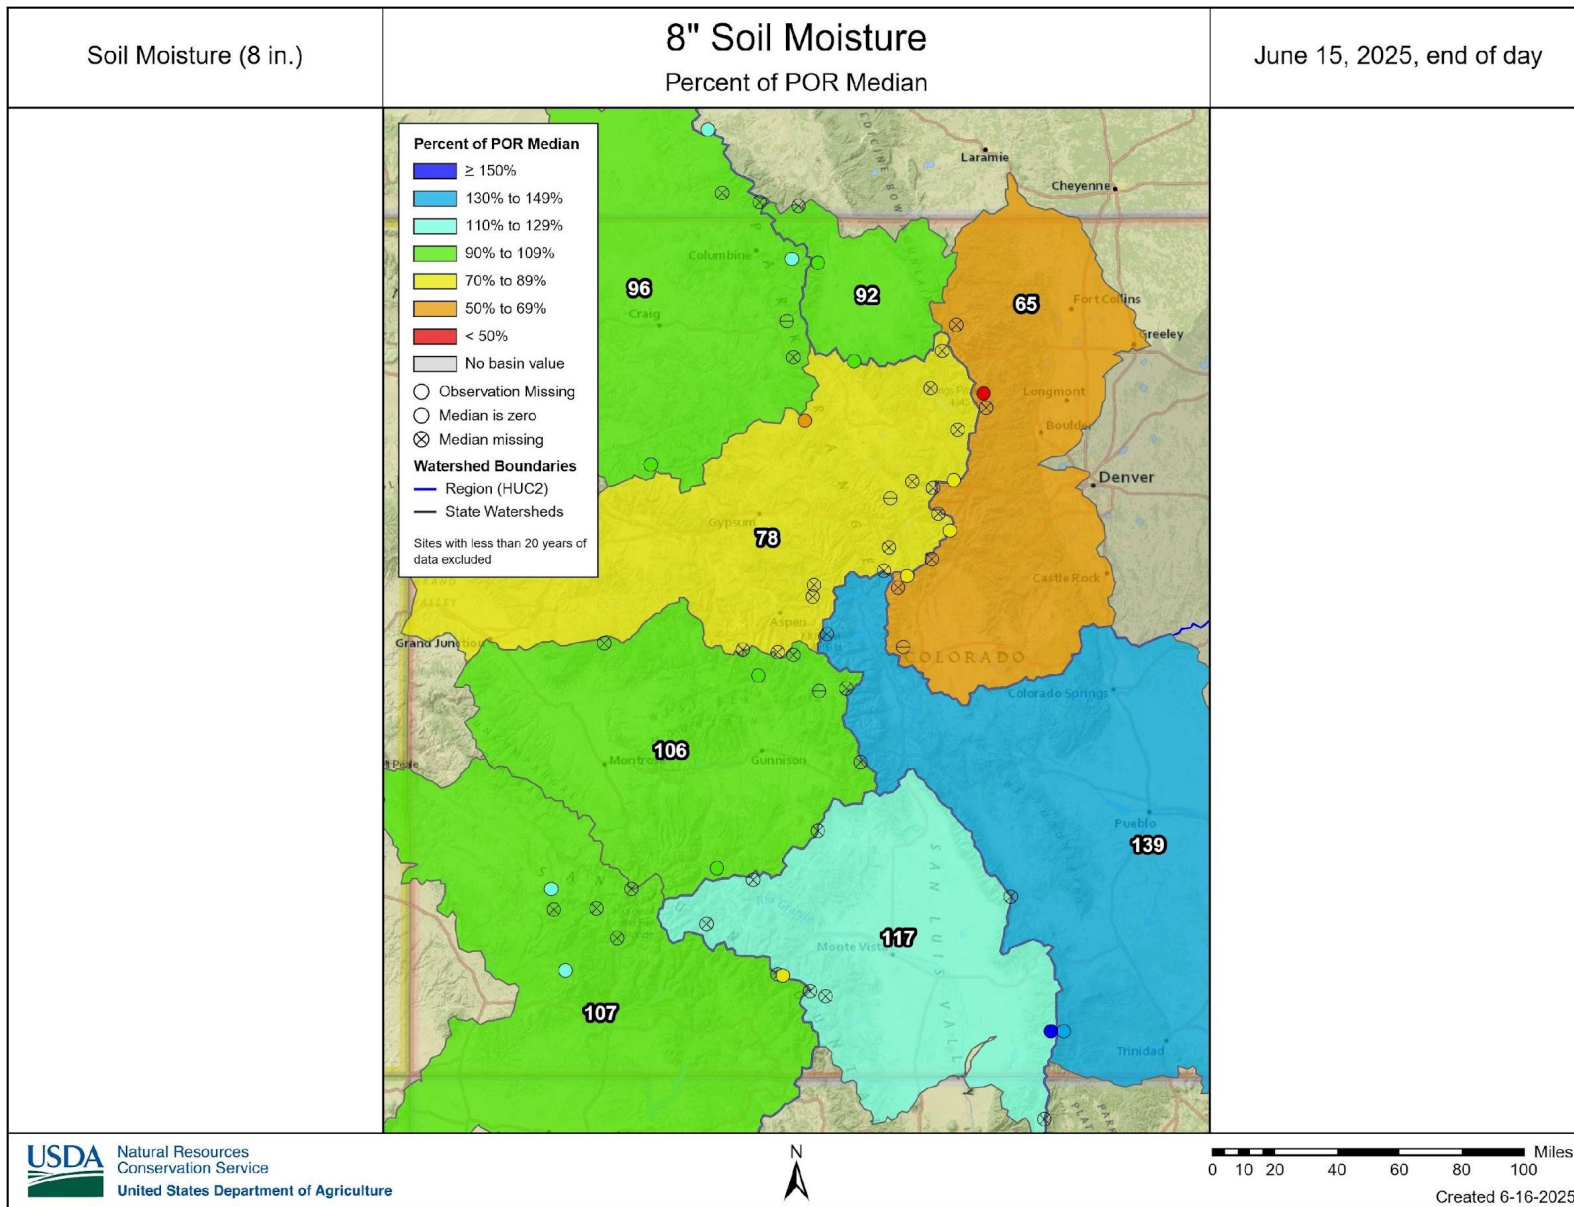 Soil Moisture (8 in.)
8" Soil Moisture
Percent of POR Median
June 15, 2025, end of day
Percent of POR Median
≥ 150%
130% to 149%
110% to 129%
90% to 109%
70% to 89%
50% to 69%
< 50%
No basin value
Observation Missing
Median is zero
Median missing
Watershed Boundaries
Region (HUC2)
State Watersheds
Sites with less than 20 years of
data excluded
Laramie
Cheyenne
Columbine
96
92
65
Craig
Fort Collins
Greeley
Longmont
Boulder
Denver
Gypsum
78
Castle Rock
Aspen
Grand Junction
COLORADO
Colorado Springs
106
Montrose
Gunnison
Pueblo
139
SAN LUIS VALLEY
Rio Grande
117
Monte Vista
107
Trinidad
USDA
Natural Resources
Conservation Service
United States Department of Agriculture
N
Miles
0 10 20 40 60 80 100
Created 6-16-2025